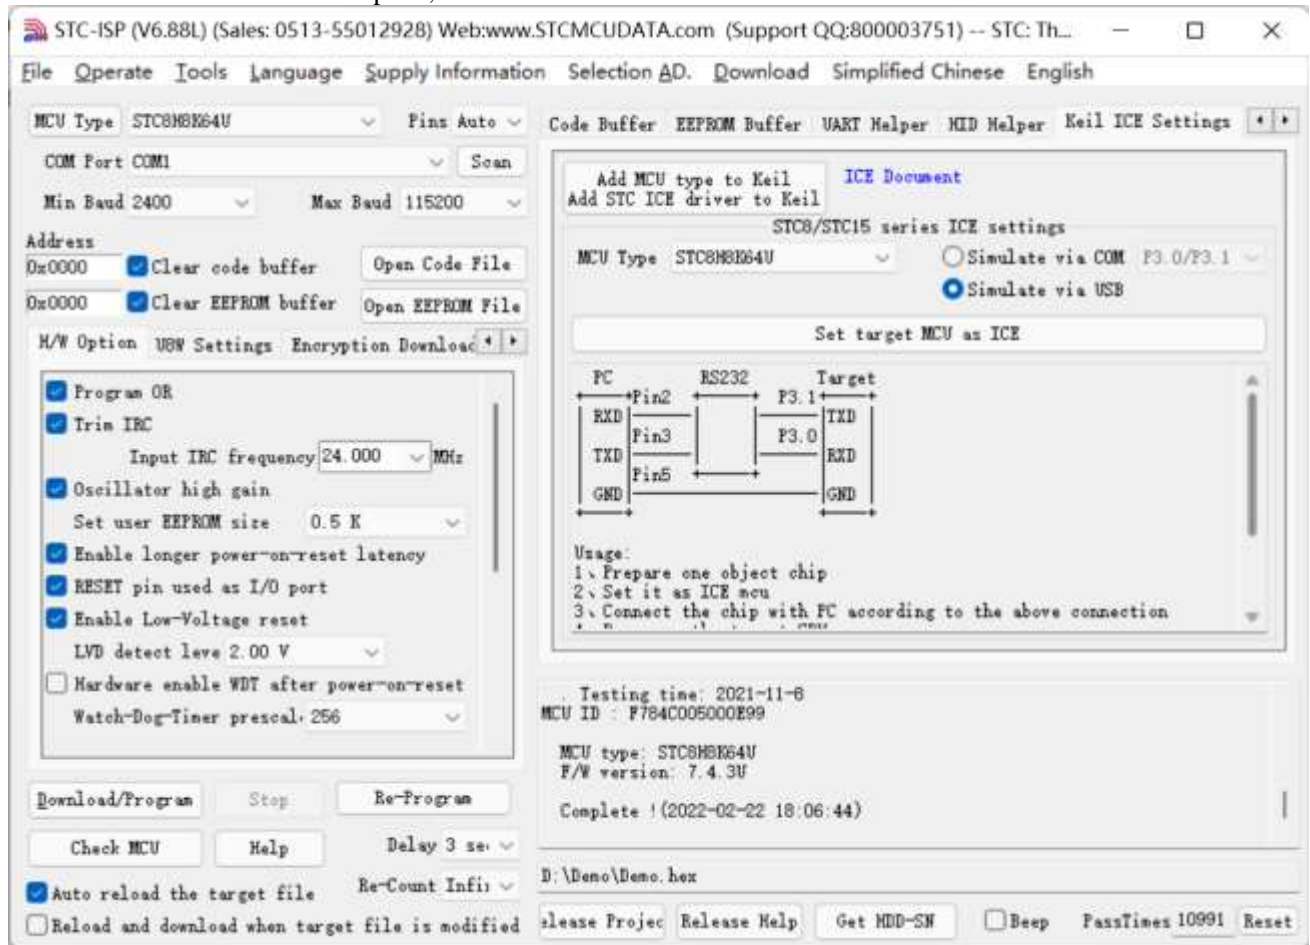 STC-ISP (V6.88L) (Sales: 0513-55012928) Web:www.STCMCUDATA.com (Support QQ:800003751) -- STC: Th...
File Operate Tools Language Supply Information Selection AD. Download Simplified Chinese English
MCU Type STC8H8K64U Pins Auto
COM Port COM1 Scan
Min Baud 2400 Max Baud 115200
Address
0x0000 Clear code buffer Open Code File
0x0000 Clear EEPROM buffer Open EEPROM File
H/W Option U8W Settings Encryption Download
Program OR
Trim IRC
Input IRC frequency 24.000 MHz
Oscillator high gain
Set user EEPROM size 0.5 K
Enable longer power-on-reset latency
RESET pin used as I/O port
Enable Low-Voltage reset
LVD detect leve 2.00 V
Hardware enable WDT after power-on-reset
Watch-Dog-Timer prescal 256
Download/Program Stop Re-Program
Check MCU Help Delay 3 se
Auto reload the target file Re-Count Infi
Reload and download when target file is modified
Code Buffer EEPROM Buffer UART Helper HID Helper Keil ICE Settings
Add MCU type to Keil
Add STC ICE driver to Keil
ICE Document
STC8/STC15 series ICE settings
MCU Type STC8H8K64U Simulate via COM P3.0/P3.1
Simulate via USB
Set target MCU as ICE
PC RS232 Target
Pin2 P3.1
RXD TXD
Pin3 P3.0
TXD RXD
Pin5
GND GND
Usage:
1、Prepare one object chip
2、Set it as ICE mcu
3、Connect the chip with PC according to the above connection
. Testing time: 2021-11-6
MCU ID : F784C005000E99
MCU type: STC8H8K64U
F/W version: 7.4.3U
Complete !(2022-02-22 18:06:44)
D:\Demo\Demo.hex
elease Projec Release Help Get HDD-SN Beep PassTimes 10991 Reset